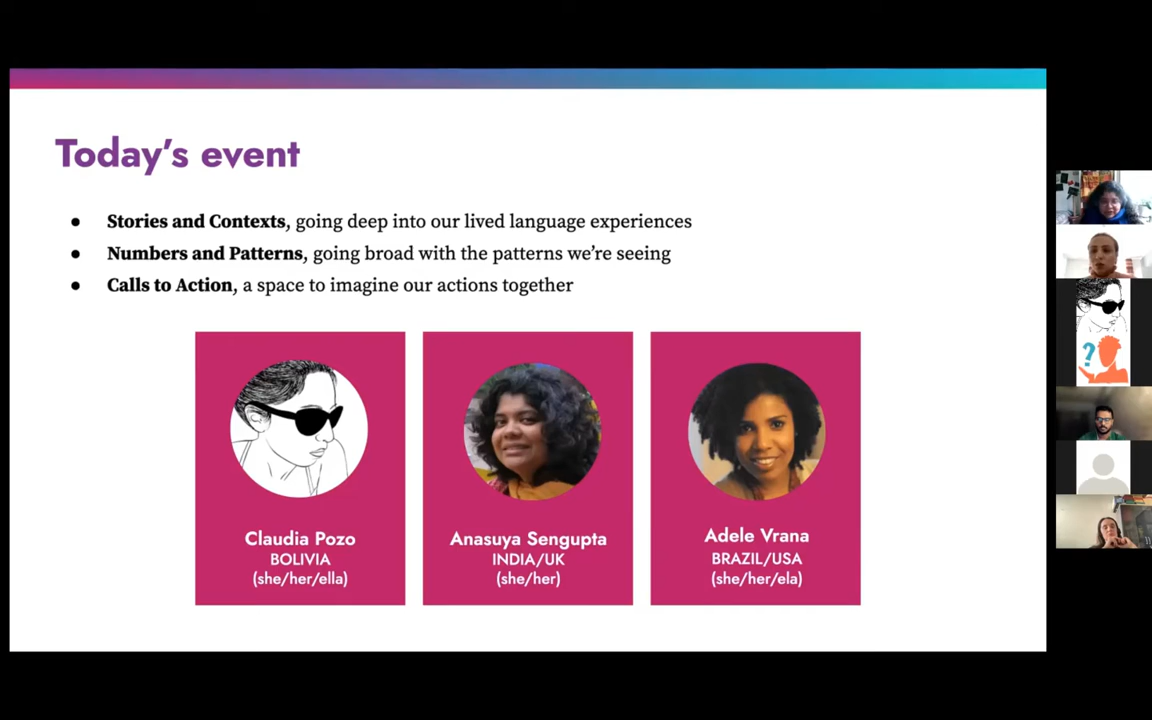 Today's event
● Stories and Contexts, going deep into our lived language experiences
● Numbers and Patterns, going broad with the patterns we're seeing
● Calls to Action, a space to imagine our actions together
Claudia Pozo
BOLIVIA
(she/her/ella)
Anasuya Sengupta
INDIA/UK
(she/her)
Adele Vrana
BRAZIL/USA
(she/her/ela)
?